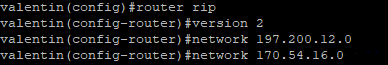 valentin(config)#router rip
valentin(config-router)#version 2
valentin(config-router)#network 197.200.12.0
valentin(config-router)#network 170.54.16.0